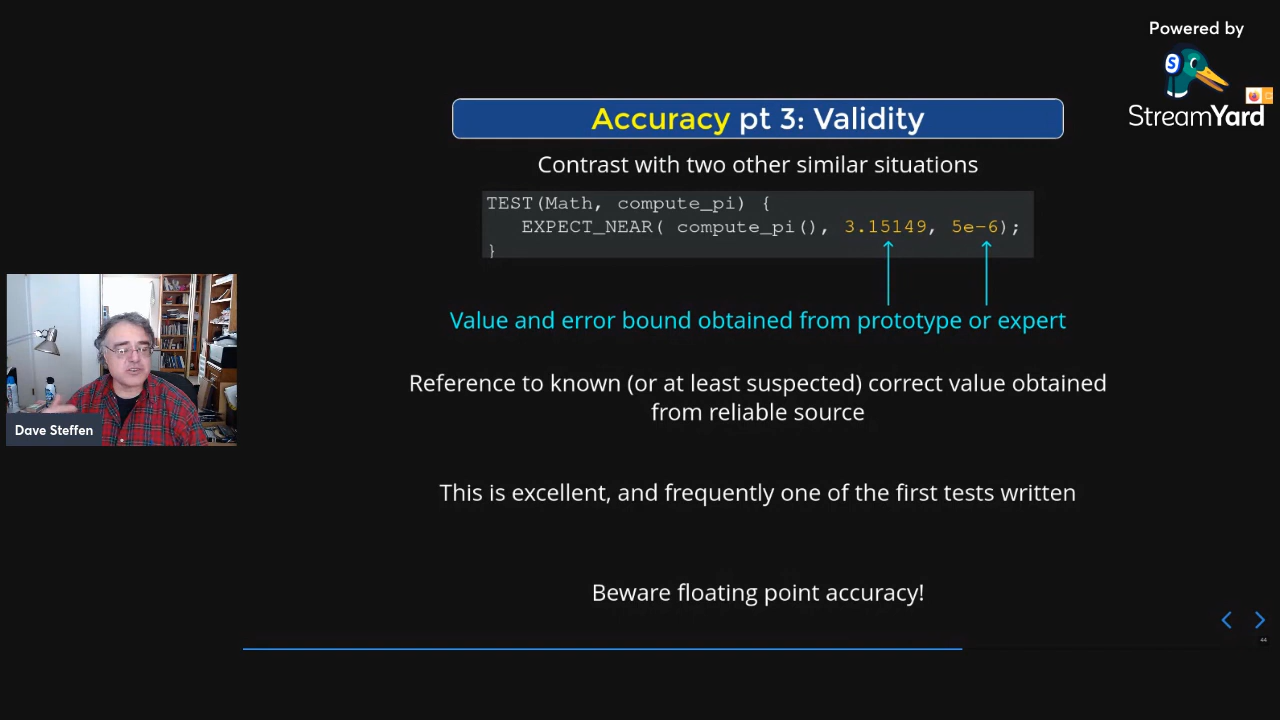 Powered by
StreamYard
Accuracy pt 3: Validity
Contrast with two other similar situations
TEST(Math, compute_pi) {
EXPECT_NEAR( compute_pi(), 3.15149, 5e-6);
}
Value and error bound obtained from prototype or expert
Reference to known (or at least suspected) correct value obtained
from reliable source
Dave Steffen
This is excellent, and frequently one of the first tests written
Beware floating point accuracy!
44